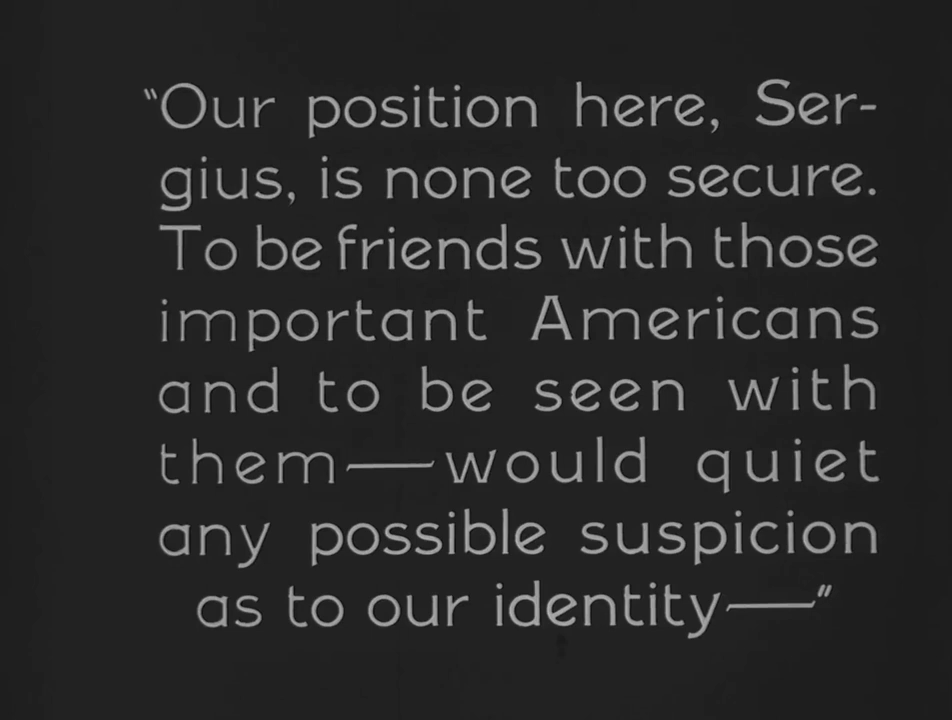 "Our position here, Ser-
gius, is none too secure.
To be friends with those
important Americans
and to be seen with
them—would quiet
any possible suspicion
as to our identity—"